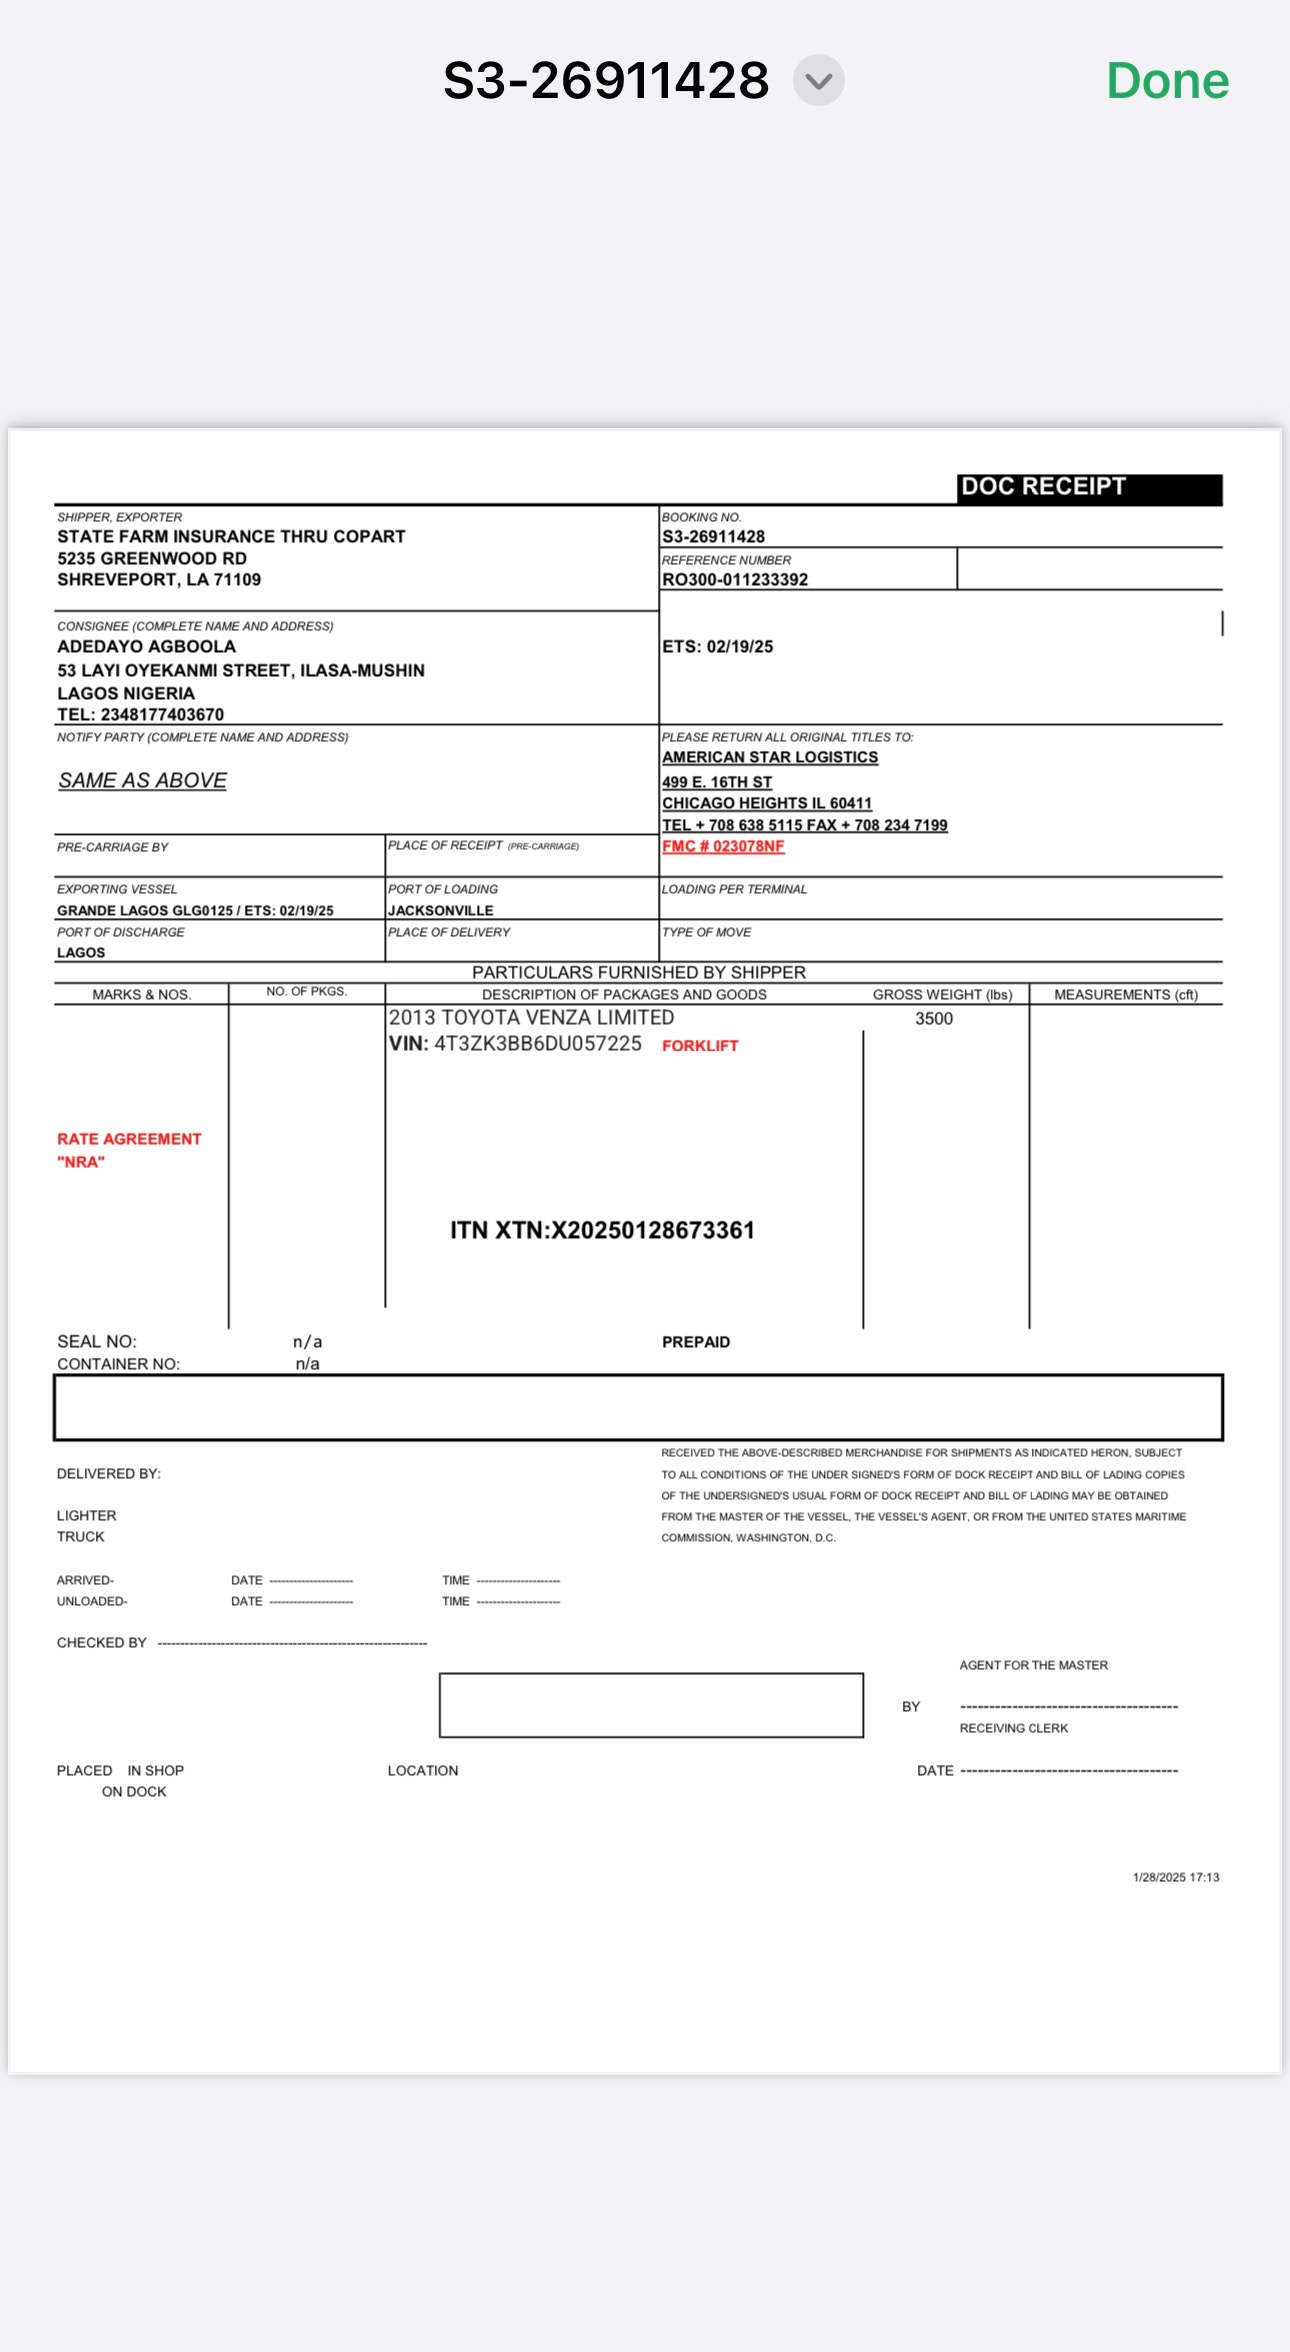 S3-26911428
Done
DOC RECEIPT
SHIPPER, EXPORTER
STATE FARM INSURANCE THRU COPART
5235 GREENWOOD RD
SHREVEPORT, LA 71109
BOOKING NO.
S3-26911428
REFERENCE NUMBER
RO300-011233392
CONSIGNEE (COMPLETE NAME AND ADDRESS)
ADEDAYO AGBOOLA
53 LAYI OYEKANMI STREET, ILASA-MUSHIN
LAGOS NIGERIA
TEL: 2348177403670
ETS: 02/19/25
NOTIFY PARTY (COMPLETE NAME AND ADDRESS)
SAME AS ABOVE
PLEASE RETURN ALL ORIGINAL TITLES TO:
AMERICAN STAR LOGISTICS
499 E. 16TH ST
CHICAGO HEIGHTS IL 60411
TEL + 708 638 5115 FAX + 708 234 7199
FMC # 023078NF
PRE-CARRIAGE BY
PLACE OF RECEIPT (PRE-CARRIAGE)
EXPORTING VESSEL
GRANDE LAGOS GLG0125 / ETS: 02/19/25
PORT OF LOADING
JACKSONVILLE
LOADING PER TERMINAL
PORT OF DISCHARGE
LAGOS
PLACE OF DELIVERY
TYPE OF MOVE
PARTICULARS FURNISHED BY SHIPPER
MARKS & NOS. NO. OF PKGS. DESCRIPTION OF PACKAGES AND GOODS GROSS WEIGHT (lbs) MEASUREMENTS (cft)
2013 TOYOTA VENZA LIMITED 3500
VIN: 4T3ZK3BB6DU057225 FORKLIFT
RATE AGREEMENT
"NRA"
ITN XTN:X20250128673361
SEAL NO: n/a PREPAID
CONTAINER NO: n/a
RECEIVED THE ABOVE-DESCRIBED MERCHANDISE FOR SHIPMENTS AS INDICATED HERON, SUBJECT
TO ALL CONDITIONS OF THE UNDER SIGNED'S FORM OF DOCK RECEIPT AND BILL OF LADING COPIES
OF THE UNDERSIGNED'S USUAL FORM OF DOCK RECEIPT AND BILL OF LADING MAY BE OBTAINED
FROM THE MASTER OF THE VESSEL, THE VESSEL'S AGENT, OR FROM THE UNITED STATES MARITIME
COMMISSION, WASHINGTON, D.C.
DELIVERED BY:
LIGHTER
TRUCK
ARRIVED- DATE -------------------- TIME --------------------
UNLOADED- DATE -------------------- TIME --------------------
CHECKED BY ------------------------------------------------------------
AGENT FOR THE MASTER
BY --------------------------------------
RECEIVING CLERK
PLACED IN SHOP LOCATION DATE --------------------------------------
ON DOCK
1/28/2025 17:13